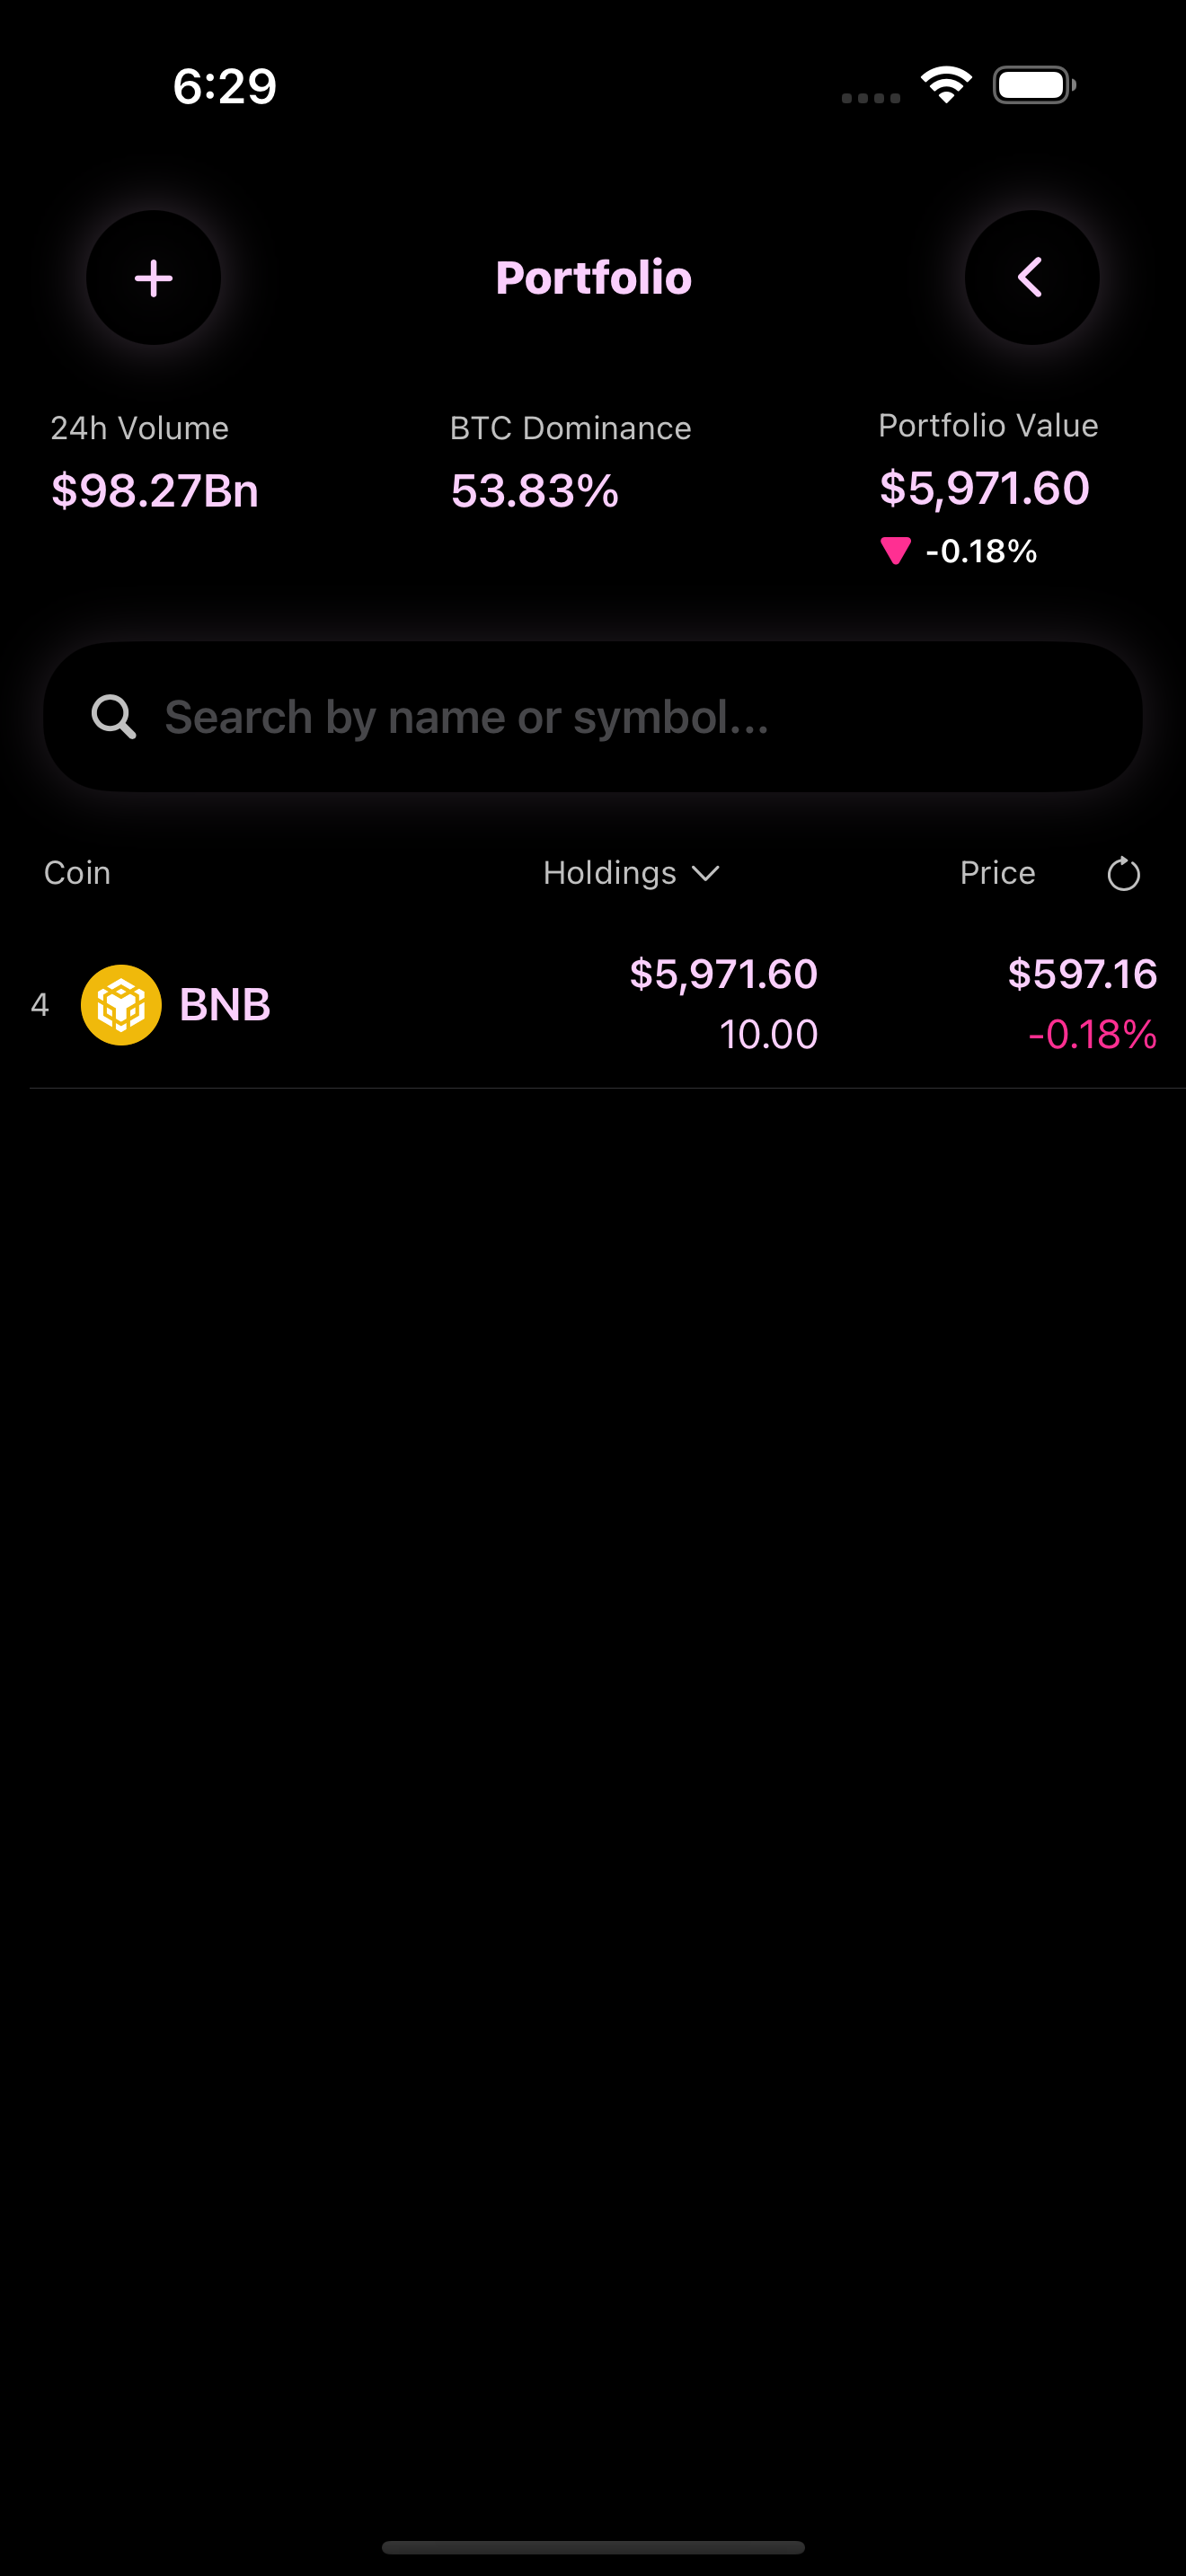 6:29
Portfolio
24h Volume
$98.27Bn
BTC Dominance
53.83%
Portfolio Value
$5,971.60
-0.18%
Search by name or symbol...
Coin Holdings Price
4 BNB $5,971.60 $597.16
10.00 -0.18%